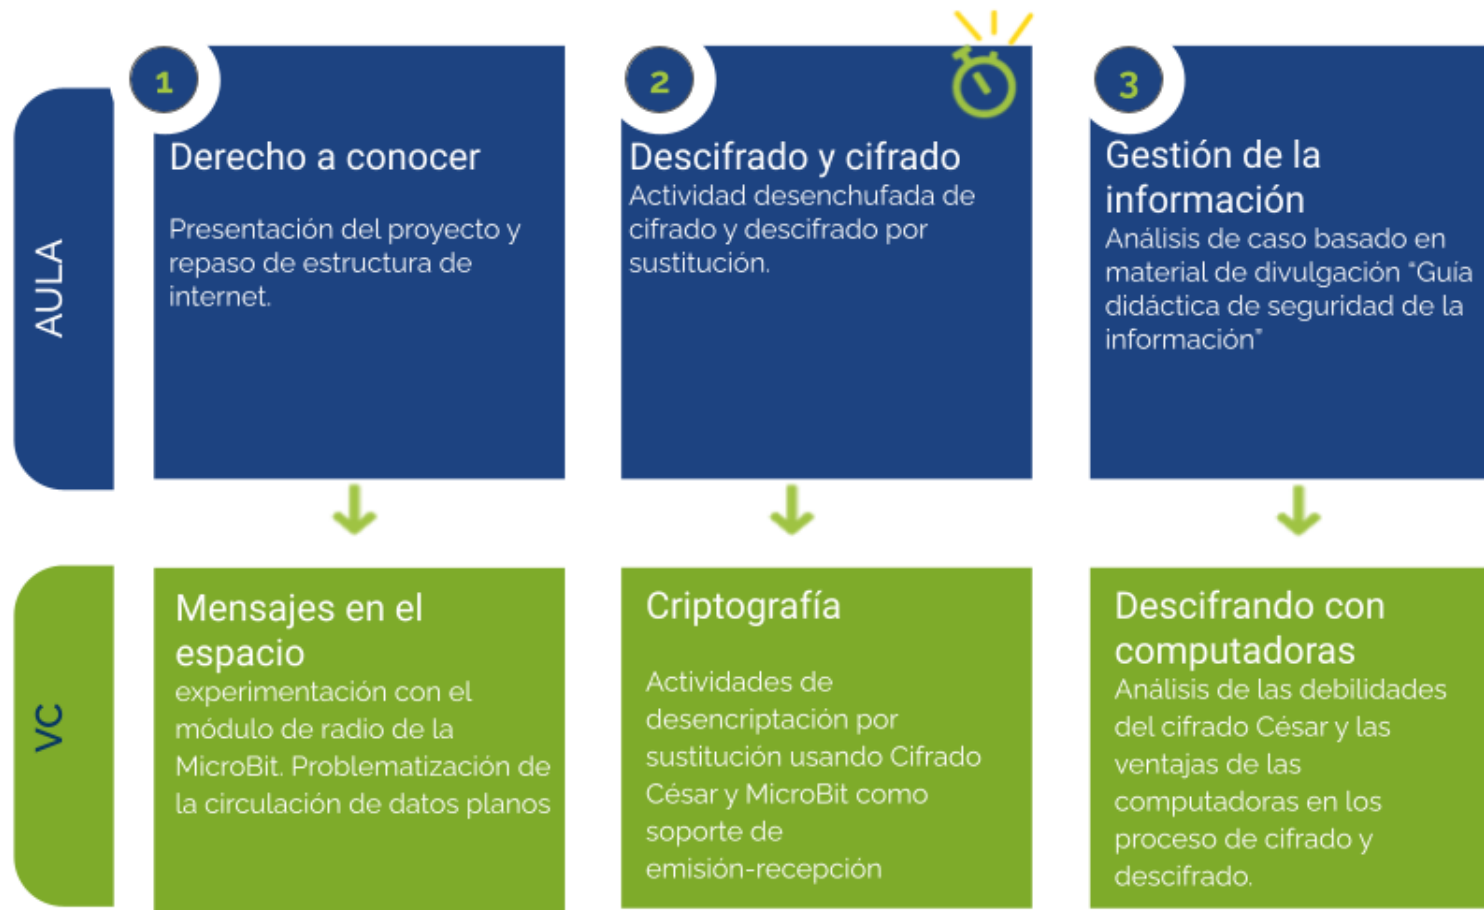 AULA
1
Derecho a conocer
Presentación del proyecto y
repaso de estructura de
internet.
2
Descifrado y cifrado
Actividad desenchufada de
cifrado y descifrado por
sustitución.
3
Gestión de la
información
Análisis de caso basado en
material de divulgación “Guía
didáctica de seguridad de la
información”
VC
Mensajes en el
espacio
experimentación con el
módulo de radio de la
MicroBit. Problematización de
la circulación de datos planos
Criptografía
Actividades de
desencriptación por
sustitución usando Cifrado
César y MicroBit como
soporte de
emisión-recepción
Descifrando con
computadoras
Análisis de las debilidades
del cifrado César y las
ventajas de las
computadoras en los
proceso de cifrado y
descifrado.